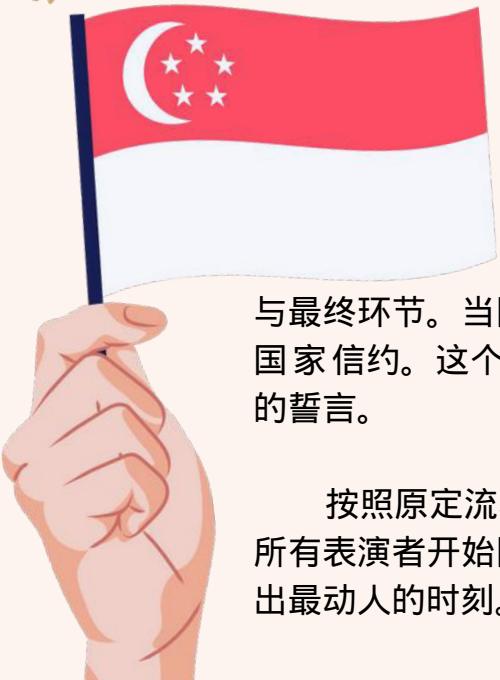 与最终环节。当
国家信约。这个
的誓言。
按照原定流
所有表演者开始
出最动人的时刻。